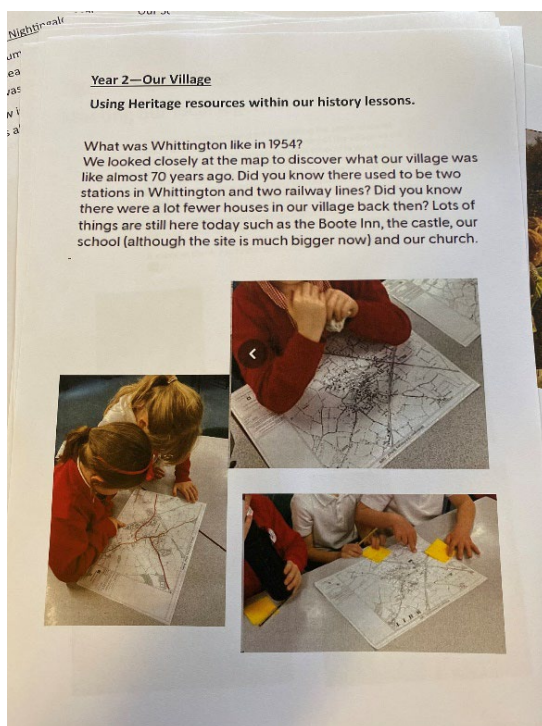 Nightingale
Year 2—Our Village
Using Heritage resources within our history lessons.
What was Whittington like in 1954?
We looked closely at the map to discover what our village was
like almost 70 years ago. Did you know there used to be two
stations in Whittington and two railway lines? Did you know
there were a lot fewer houses in our village back then? Lots of
things are still here today such as the Boote Inn, the castle, our
school (although the site is much bigger now) and our church.